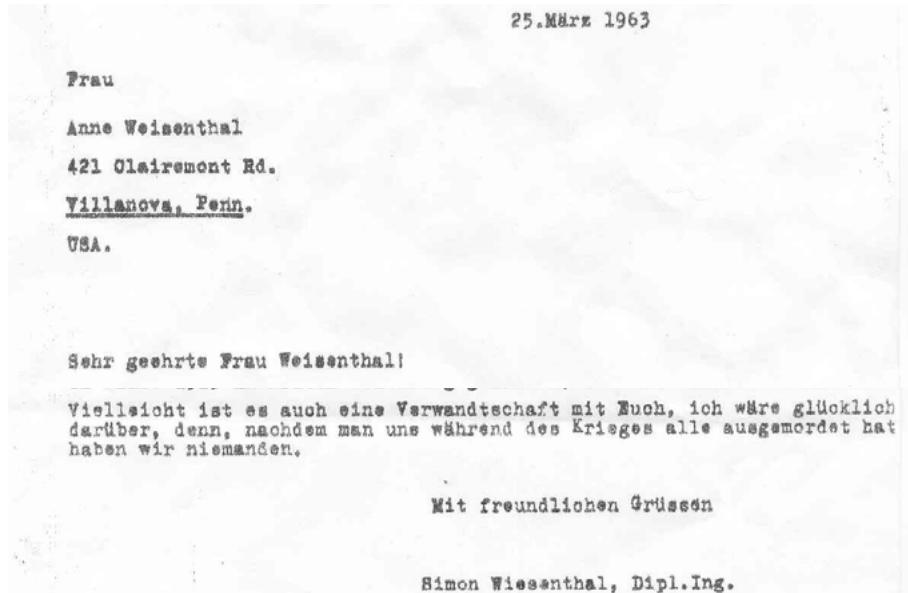 25.März 1963
Frau
Anne Weisenthal
421 Clairemont Rd.
Villanova, Penn.
USA.
Sehr geehrte Frau Weisenthal!
Vielleicht ist es auch eine Verwandtschaft mit Euch, ich wäre glücklich
darüber, denn, nachdem man uns während des Krieges alle ausgemordet hat
haben wir niemanden.
Mit freundlichen Grüssen
Simon Wiesenthal, Dipl.Ing.